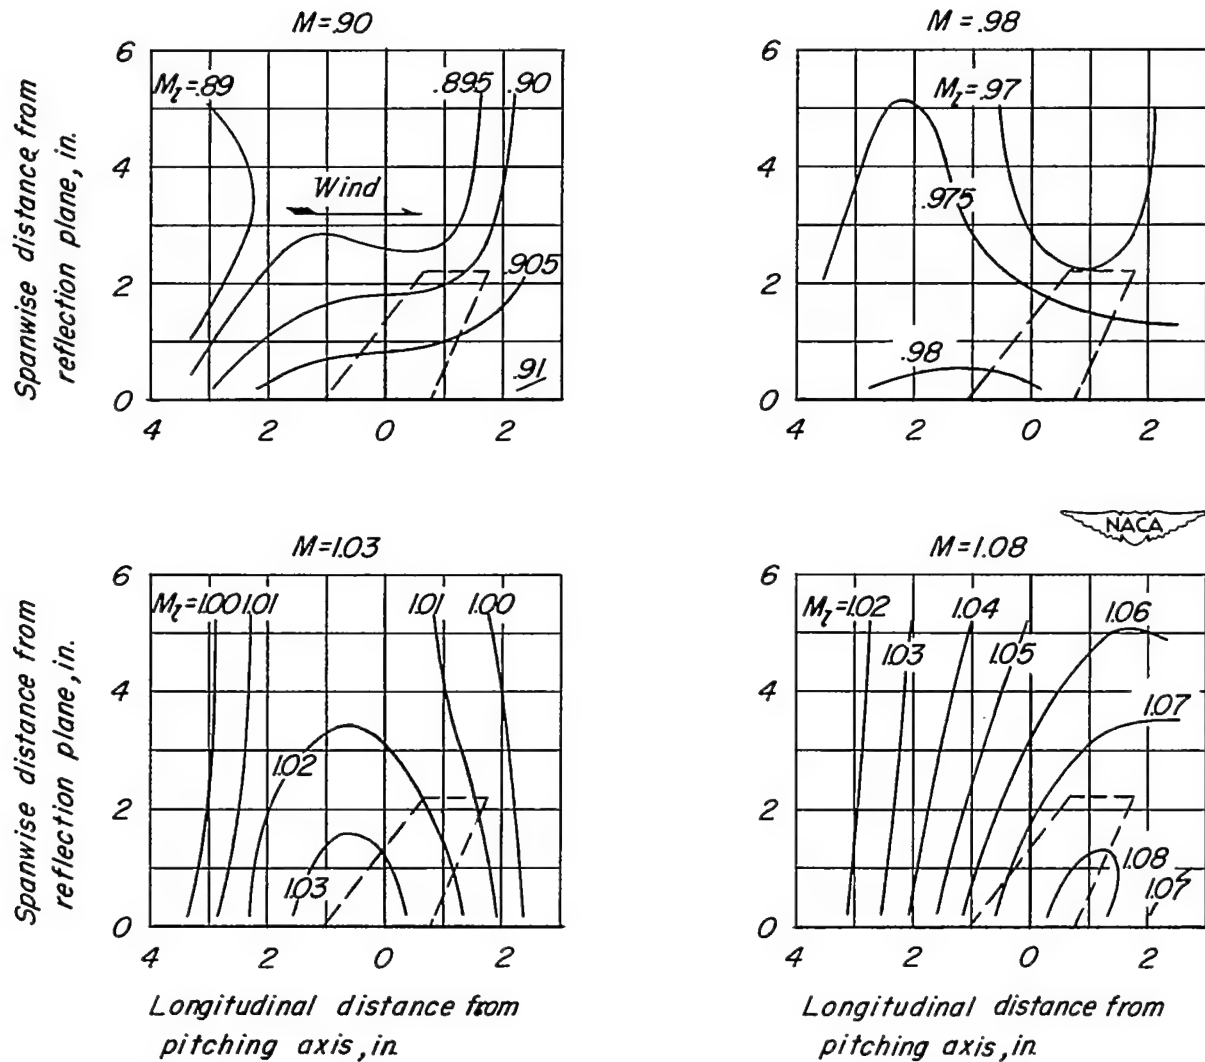 M=.90
6
4
2
0
4 2 0 2
Spanwise distance from
reflection plane, in.
Mɩ=.89
.895
.90
Wind
.905
.91
M=.98
6
4
2
0
4 2 0 2
Mɩ=.97
.975
.98
NACA
M=1.03
6
4
2
0
4 2 0 2
Spanwise distance from
reflection plane, in.
Mɩ=1.00
1.01
1.01
1.00
1.02
1.03
Longitudinal distance from
pitching axis, in.
M=1.08
6
4
2
0
4 2 0 2
Mɩ=1.02
1.03
1.04
1.05
1.06
1.07
1.08
1.07
Longitudinal distance from
pitching axis, in.